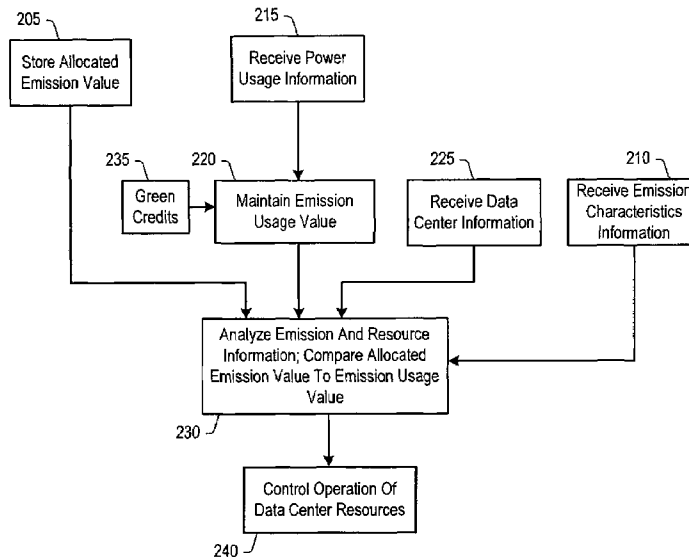 205
Store Allocated
Emission Value
215
Receive Power
Usage Information
235
Green
Credits
220
Maintain Emission
Usage Value
225
Receive Data
Center Information
210
Receive Emission
Characteristics
Information
Analyze Emission And Resource
Information; Compare Allocated
Emission Value To Emission Usage
Value
230
Control Operation Of
Data Center Resources
240